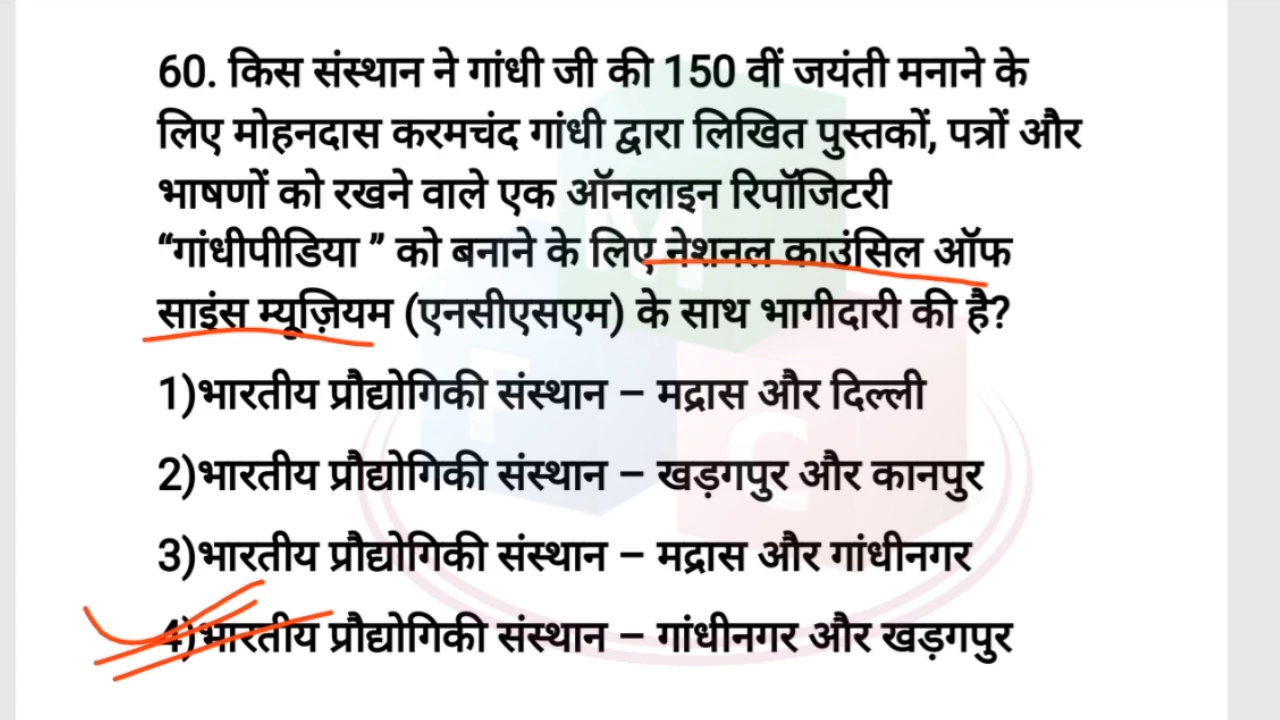 60. किस संस्थान ने गांधी जी की 150 वीं जयंती मनाने के
लिए मोहनदास करमचंद गांधी द्वारा लिखित पुस्तकों, पत्रों और
भाषणों को रखने वाले एक ऑनलाइन रिपॉजिटरी
“गांधीपीडिया ” को बनाने के लिए नेशनल काउंसिल ऑफ
साइंस म्यूज़ियम (एनसीएसएम) के साथ भागीदारी की है?
1)भारतीय प्रौद्योगिकी संस्थान – मद्रास और दिल्ली
2)भारतीय प्रौद्योगिकी संस्थान – खड़गपुर और कानपुर
3)भारतीय प्रौद्योगिकी संस्थान – मद्रास और गांधीनगर
4)भारतीय प्रौद्योगिकी संस्थान – गांधीनगर और खड़गपुर